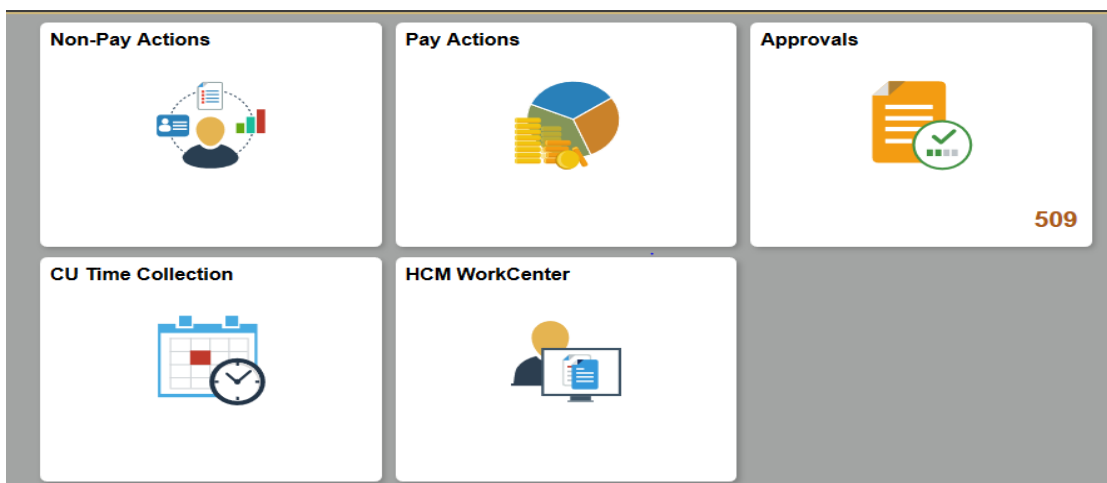 Non-Pay Actions
Pay Actions
Approvals
509
CU Time Collection
HCM WorkCenter